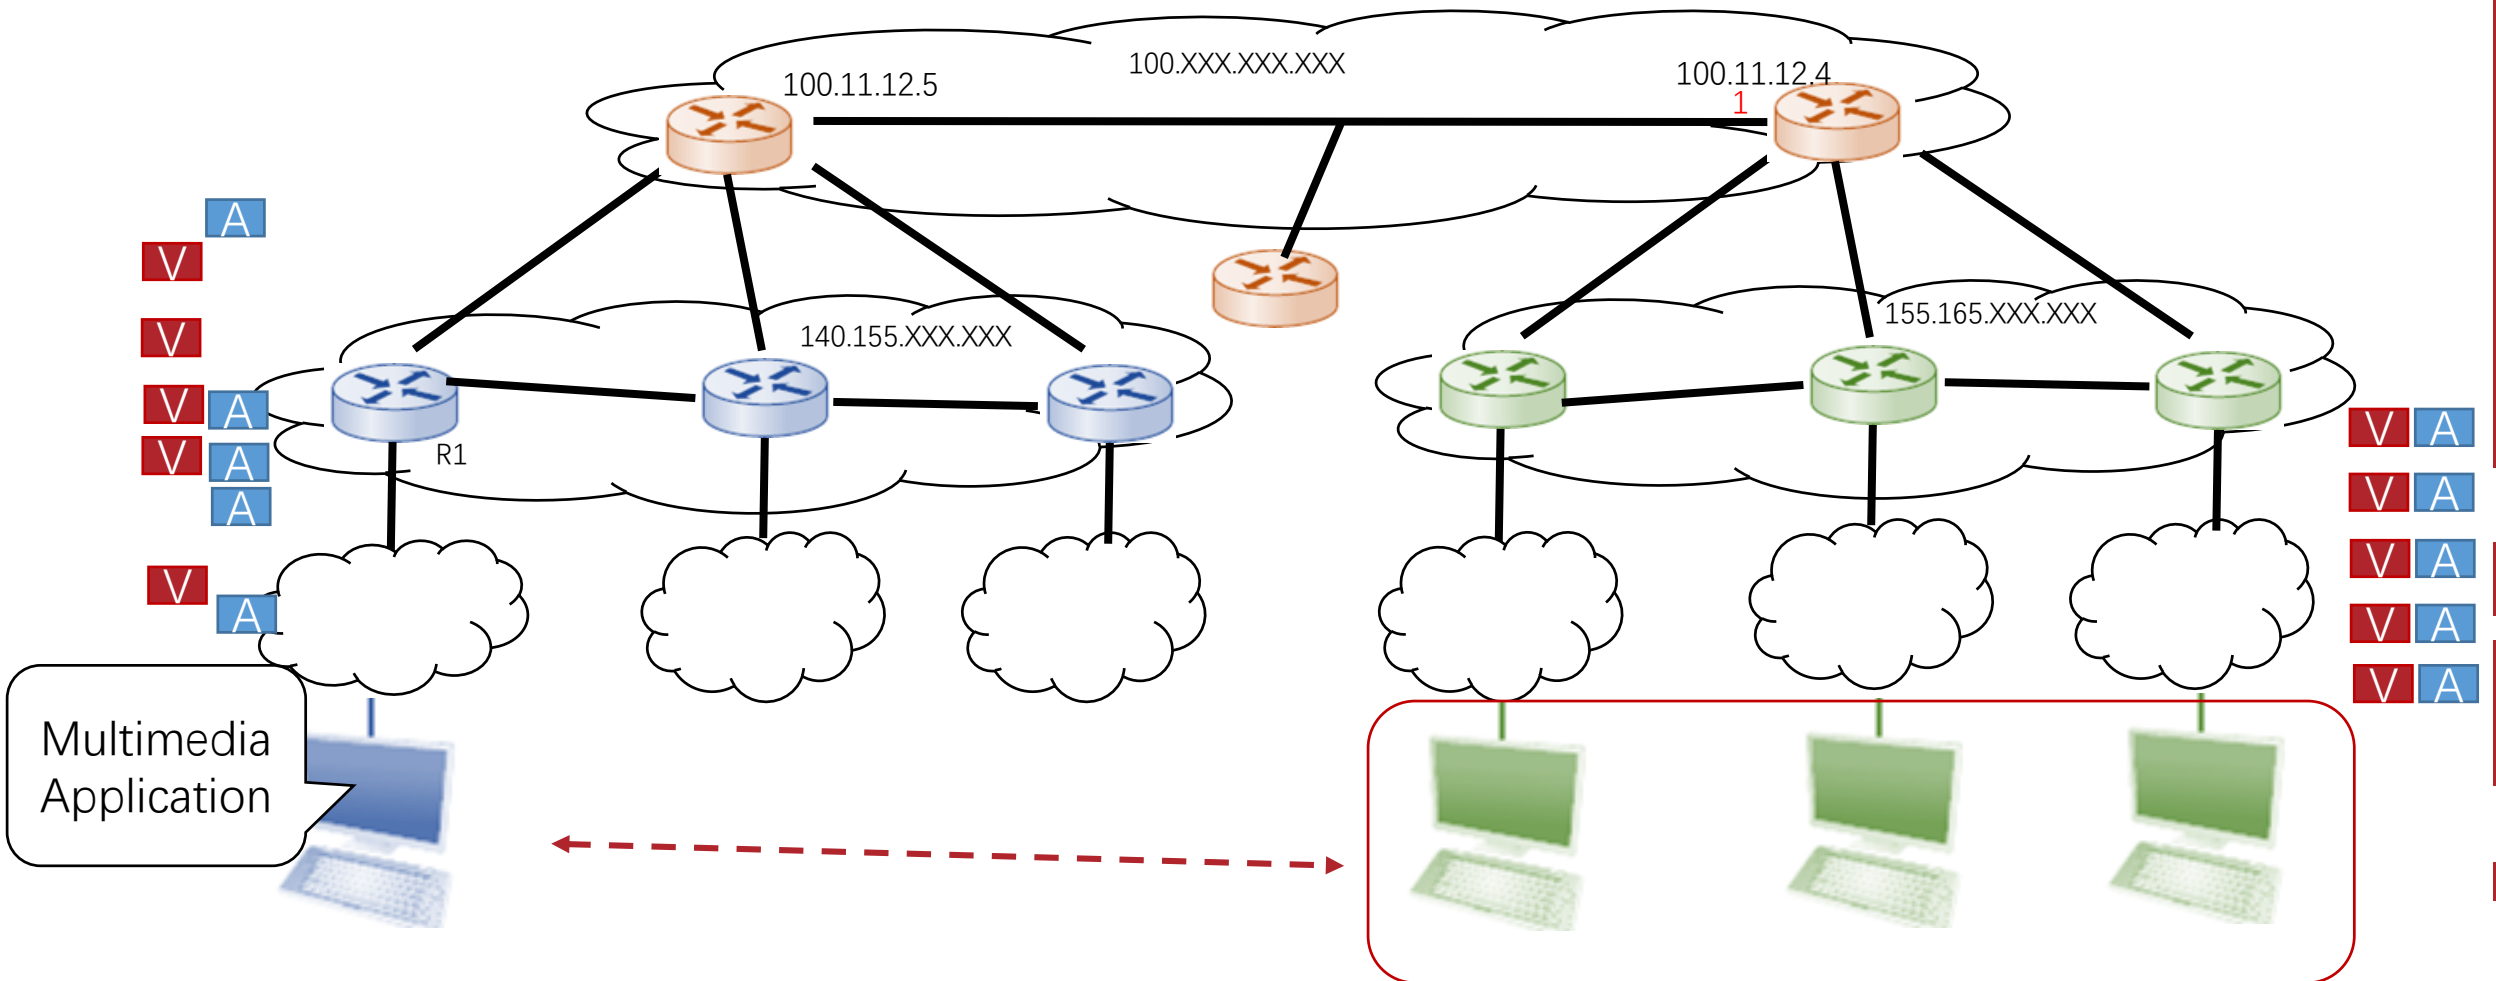 100.XXX.XXX.XXX
100.11.12.5
100.11.12.4
1
A
V
V
140.155.XXX.XXX
155.165.XXX.XXX
V A
R1
V A
A
V
A
V A
V A
V A
V A
V A
Multimedia
Application